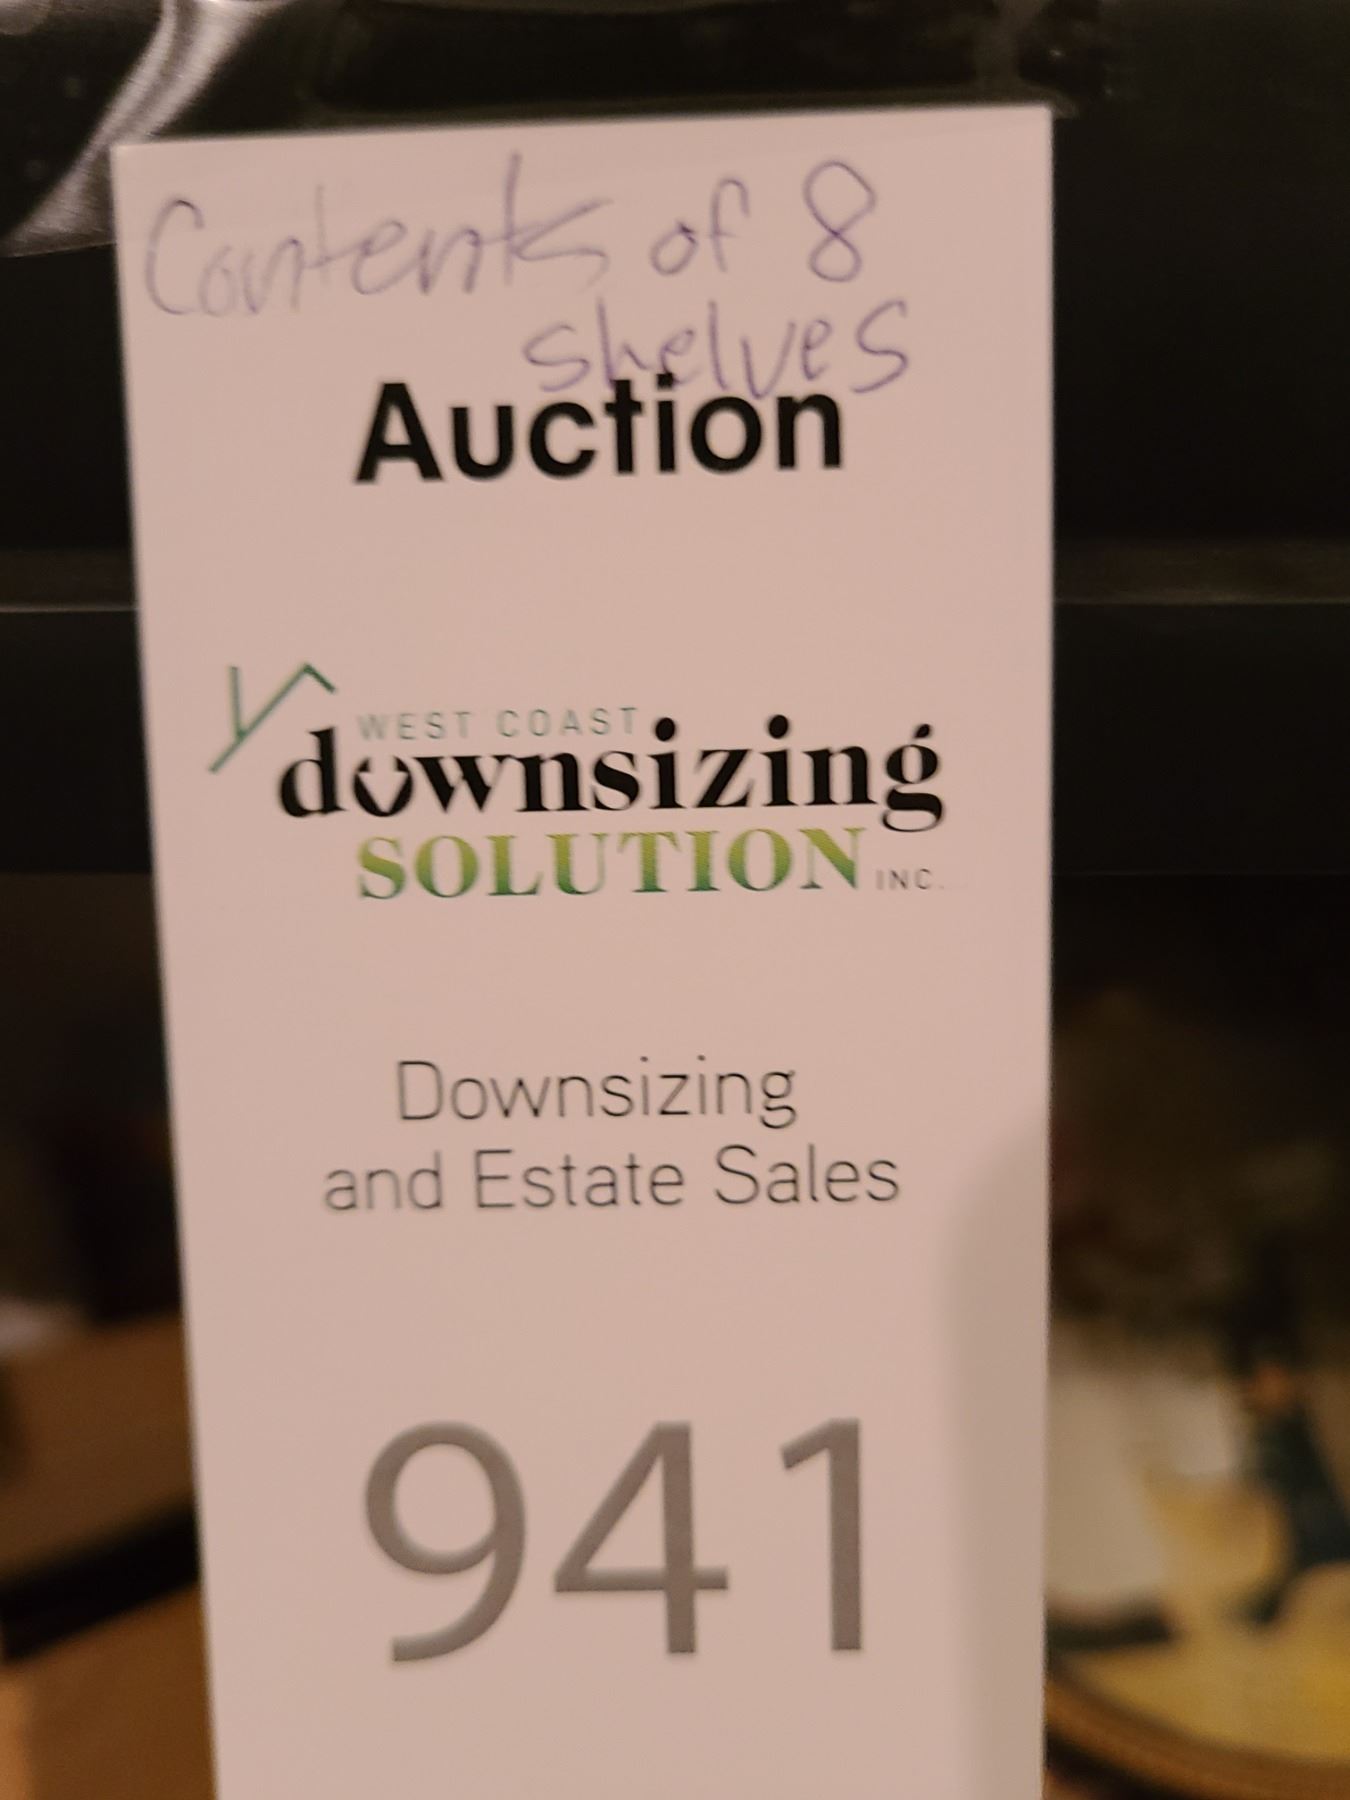 Contents of 8
shelves
Auction
WEST COAST
downsizing
SOLUTION INC.
Downsizing
and Estate Sales
941